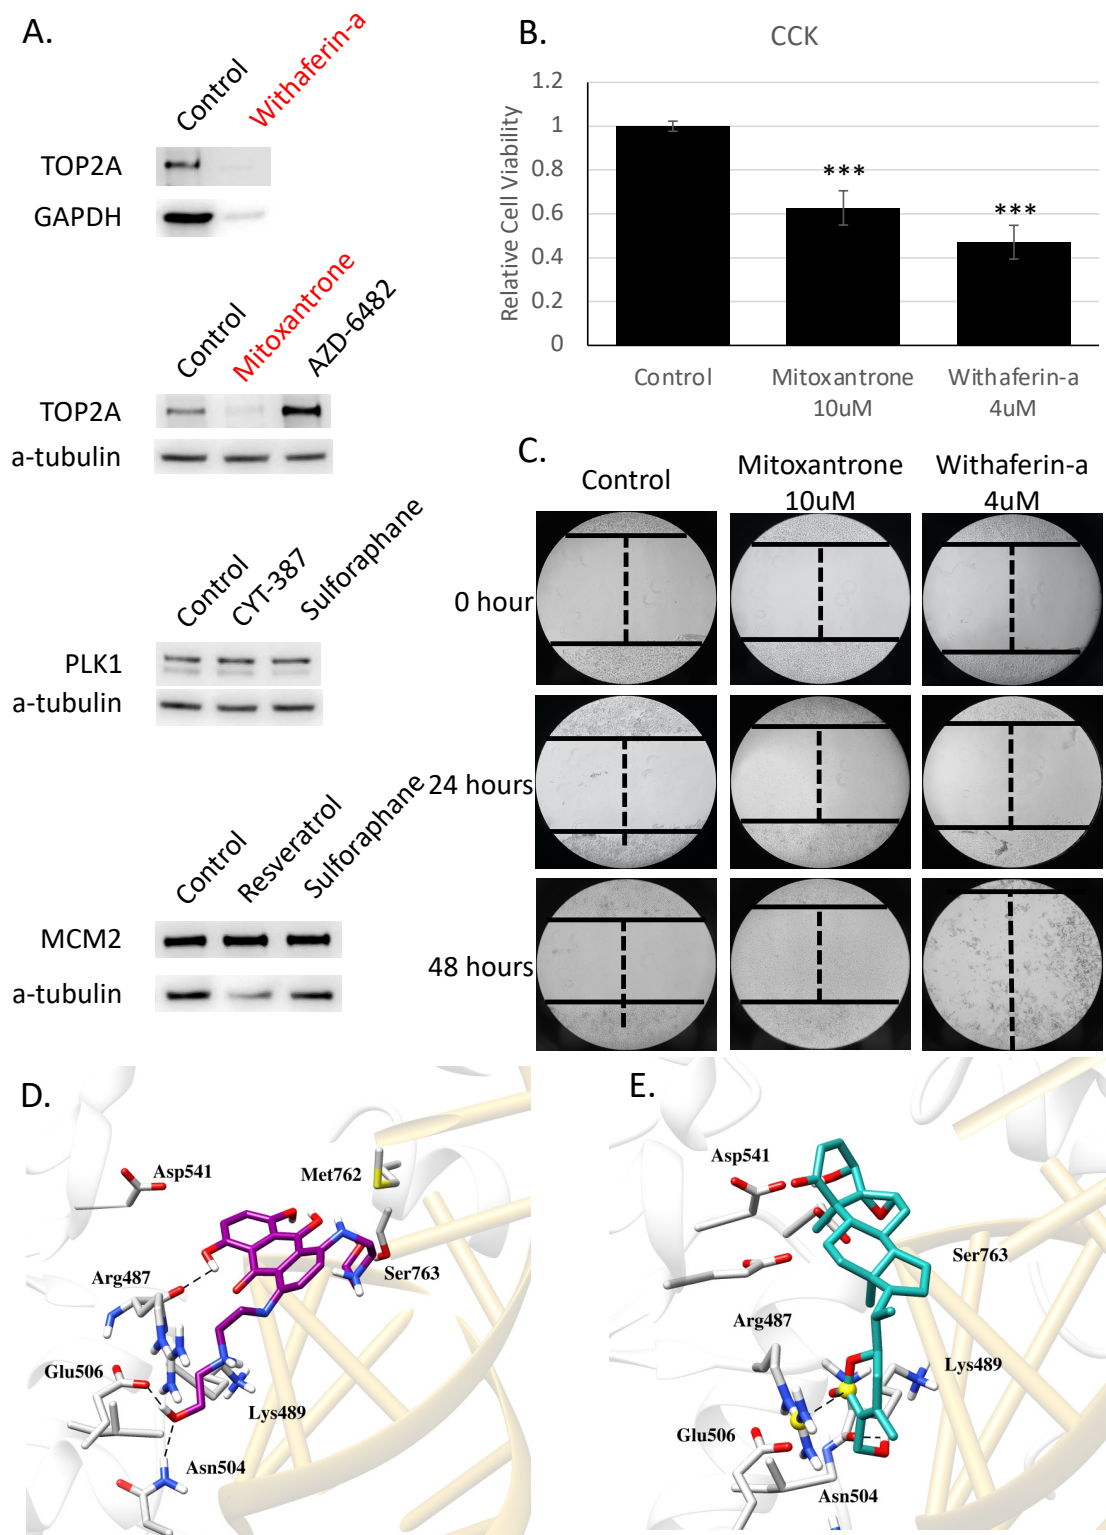 A.
Control
Withaferin-a
TOP2A
GAPDH
Control
Mitoxantrone
AZD-6482
TOP2A
a-tubulin
Control
CYT-387
Sulforaphane
PLK1
a-tubulin
Control
Resveratrol
Sulforaphane
MCM2
a-tubulin
B.
CCK
Relative Cell Viability
1.2
1
0.8
0.6
0.4
0.2
0
***
***
Control
Mitoxantrone
10uM
Withaferin-a
4uM
C.
Control
Mitoxantrone
10uM
Withaferin-a
4uM
0 hour
24 hours
48 hours
D.
Asp541
Met762
Arg487
Ser763
Glu506
Lys489
Asn504
E.
Asp541
Ser763
Arg487
Lys489
Glu506
Asn504